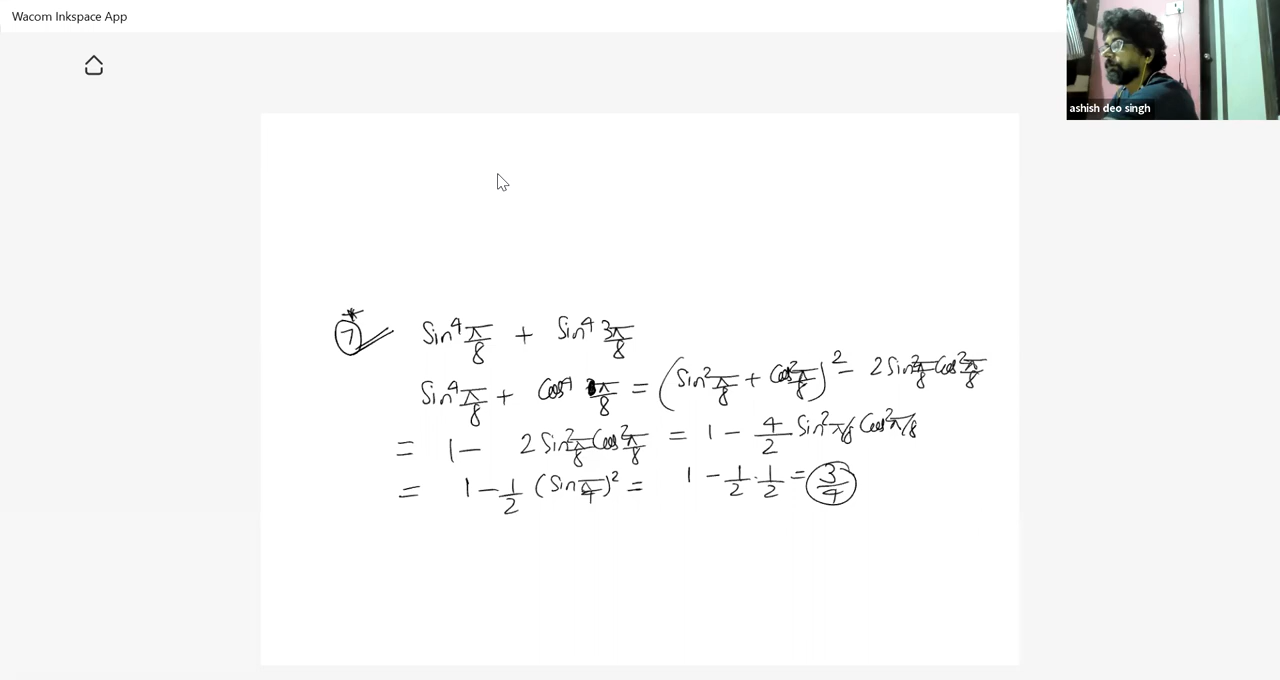 Wacom Inkspace App
ashish deo singh
* 7 ✓ Sin⁴ π/8 + Sin⁴ 3π/8
Sin⁴ π/8 + Cos⁴ π/8 = (Sin² π/8 + Cos² π/8)² - 2 Sin² π/8 Cos² π/8
= 1 - 2 Sin² π/8 Cos² π/8 = 1 - 4/2 Sin² π/8 Cos² π/8
= 1 - 1/2 (Sin π/4)² = 1 - 1/2 · 1/2 = 3/4